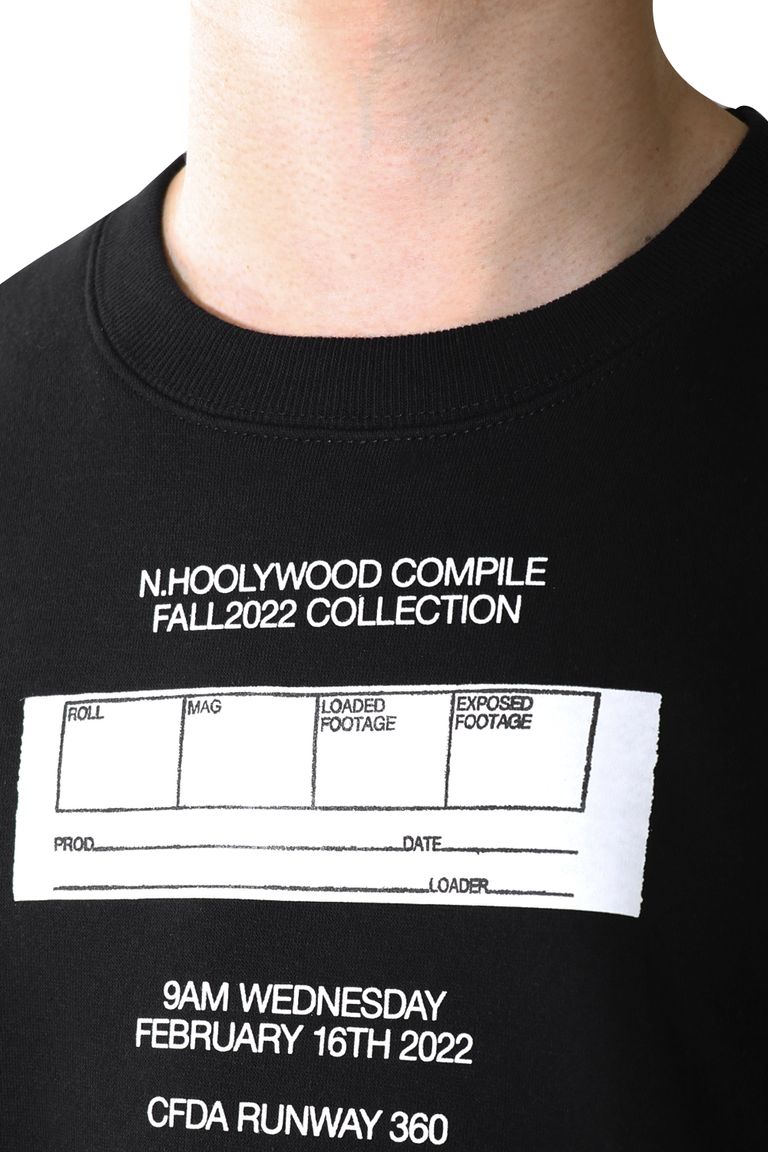 N.HOOLYWOOD COMPILE
FALL2022 COLLECTION
ROLL MAG LOADED EXPOSED
FOOTAGE FOOTAGE
PROD DATE
LOADER
9AM WEDNESDAY
FEBRUARY 16TH 2022
CFDA RUNWAY 360